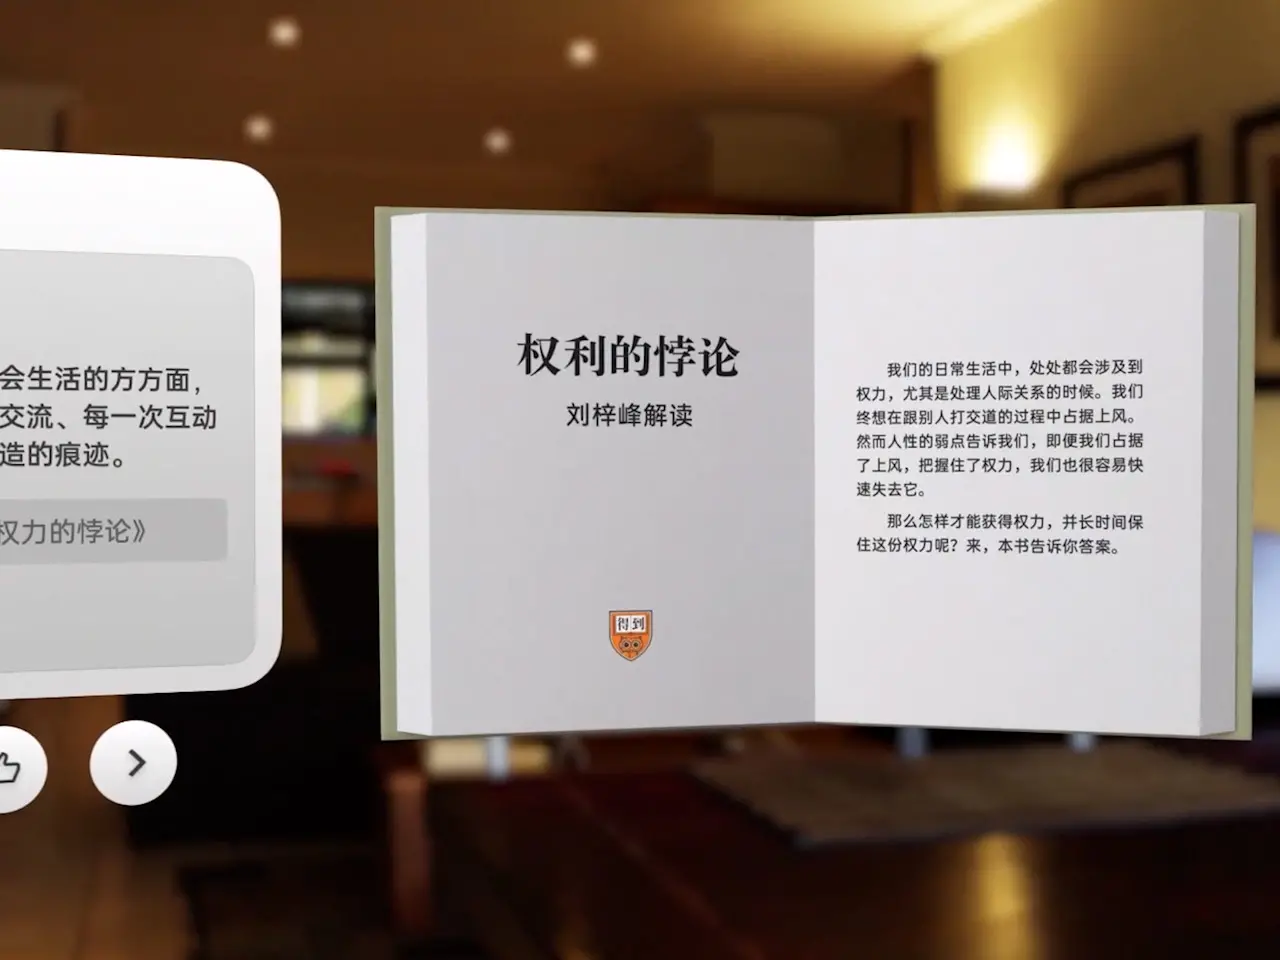 会生活的方方面，
交流、每一次互动
造的痕迹。
权力的悖论》
权利的悖论
刘梓峰解读
得到
我们的日常生活中，处处都会涉及到
权力，尤其是处理人际关系的时候。我们
终想在跟别人打交道的过程中占据上风。
然而人性的弱点告诉我们，即便我们占据
了上风，把握住了权力，我们也很容易快
速失去它。
那么怎样才能获得权力，并长时间保
住这份权力呢？来，本书告诉你答案。